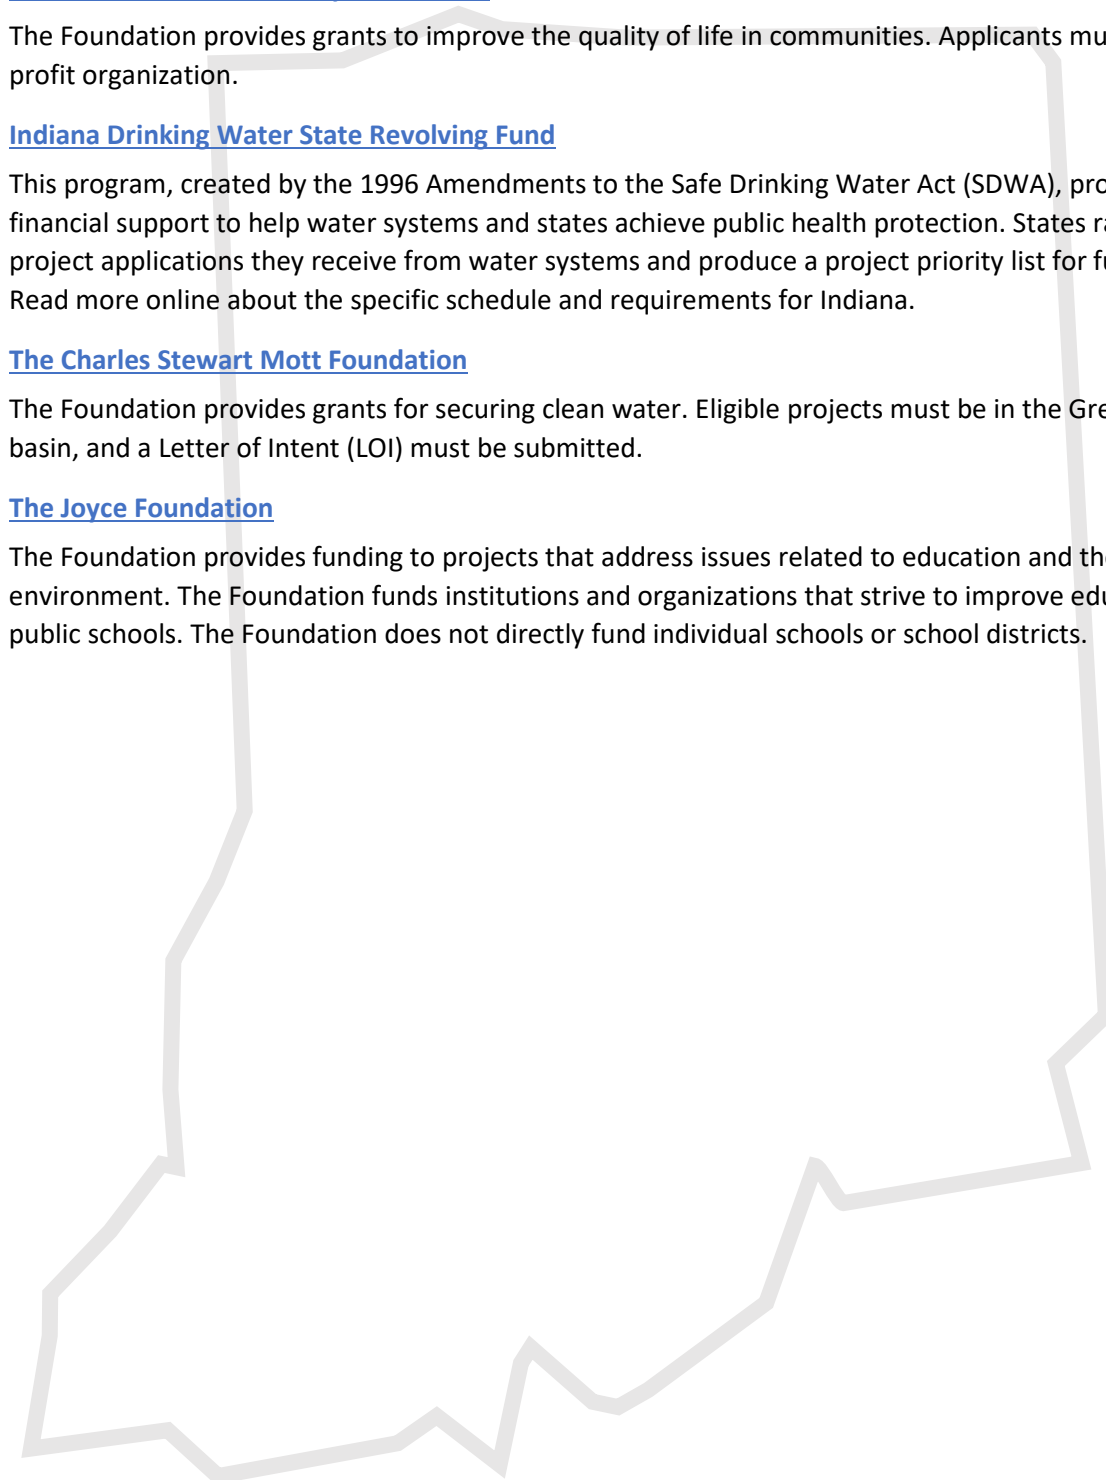 The Foundation provides grants to improve the quality of life in communities. Applicants
profit organization.
Indiana Drinking Water State Revolving Fund
This program, created by the 1996 Amendments to the Safe Drinking Water Act (SDWA),
financial support to help water systems and states achieve public health protection. States
project applications they receive from water systems and produce a project priority list for
Read more online about the specific schedule and requirements for Indiana.
The Charles Stewart Mott Foundation
The Foundation provides grants for securing clean water. Eligible projects must be in the
basin, and a Letter of Intent (LOI) must be submitted.
The Joyce Foundation
The Foundation provides funding to projects that address issues related to education and
environment. The Foundation funds institutions and organizations that strive to improve
public schools. The Foundation does not directly fund individual schools or school districts.